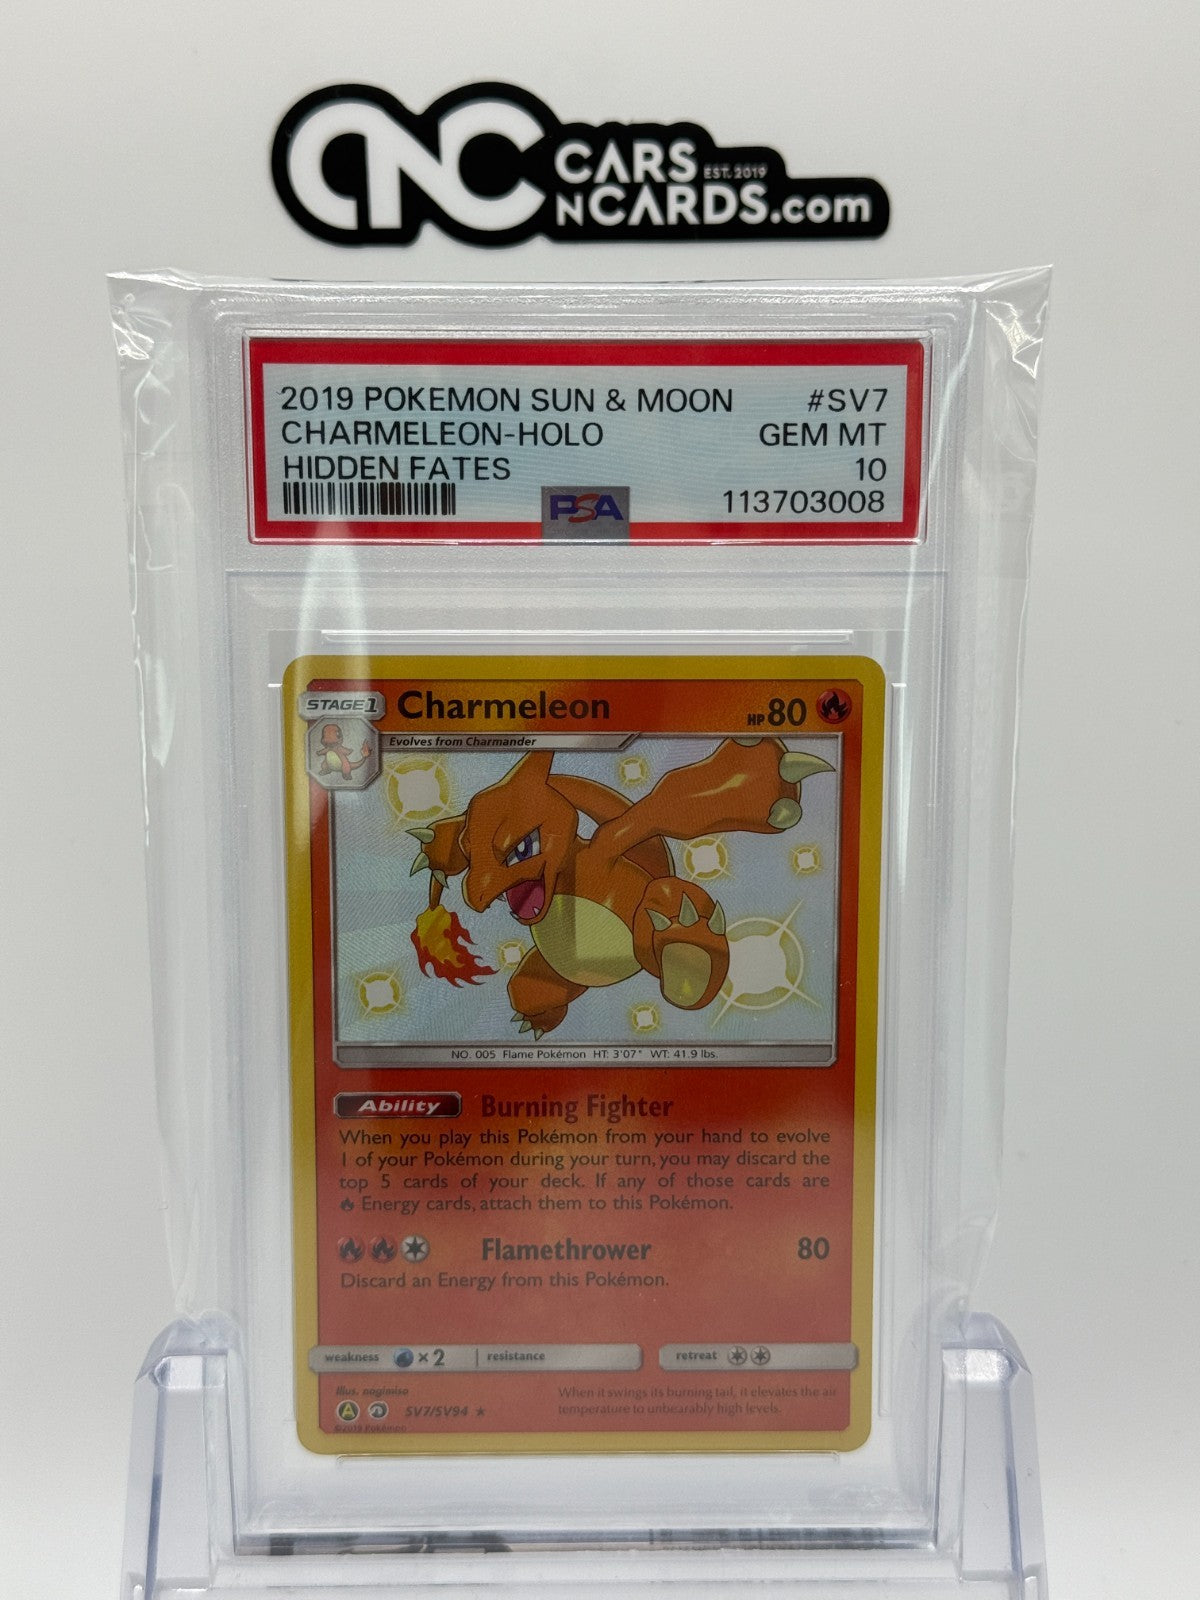 CNC CARS EST. 2019
NCARDS.com
2019 POKEMON SUN & MOON #SV7
CHARMELEON-HOLO GEM MT
HIDDEN FATES 10
PSA 113703008
STAGE1 Charmeleon HP 80
Evolves from Charmander
NO. 005 Flame Pokémon HT: 3'07" WT: 41.9 lbs.
Ability Burning Fighter
When you play this Pokémon from your hand to evolve
1 of your Pokémon during your turn, you may discard the
top 5 cards of your deck. If any of those cards are
Energy cards, attach them to this Pokémon.
Flamethrower 80
Discard an Energy from this Pokémon.
weakness ×2 resistance retreat
Illus. nagimiso
When it swings its burning tail, it elevates the air
temperature to unbearably high levels.
A SV7/SV94 ★
©2019 Pokémon